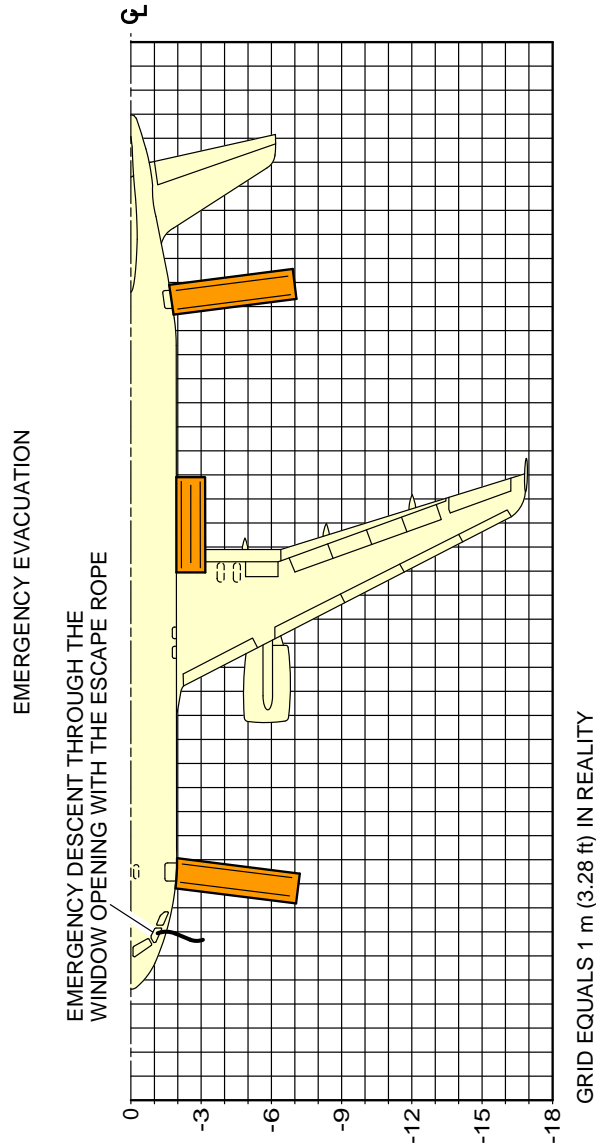 EMERGENCY EVACUATION
EMERGENCY DESCENT THROUGH THE
WINDOW OPENING WITH THE ESCAPE ROPE
℄
0
-3
-6
-9
-12
-15
-18
GRID EQUALS 1 m (3.28 ft) IN REALITY